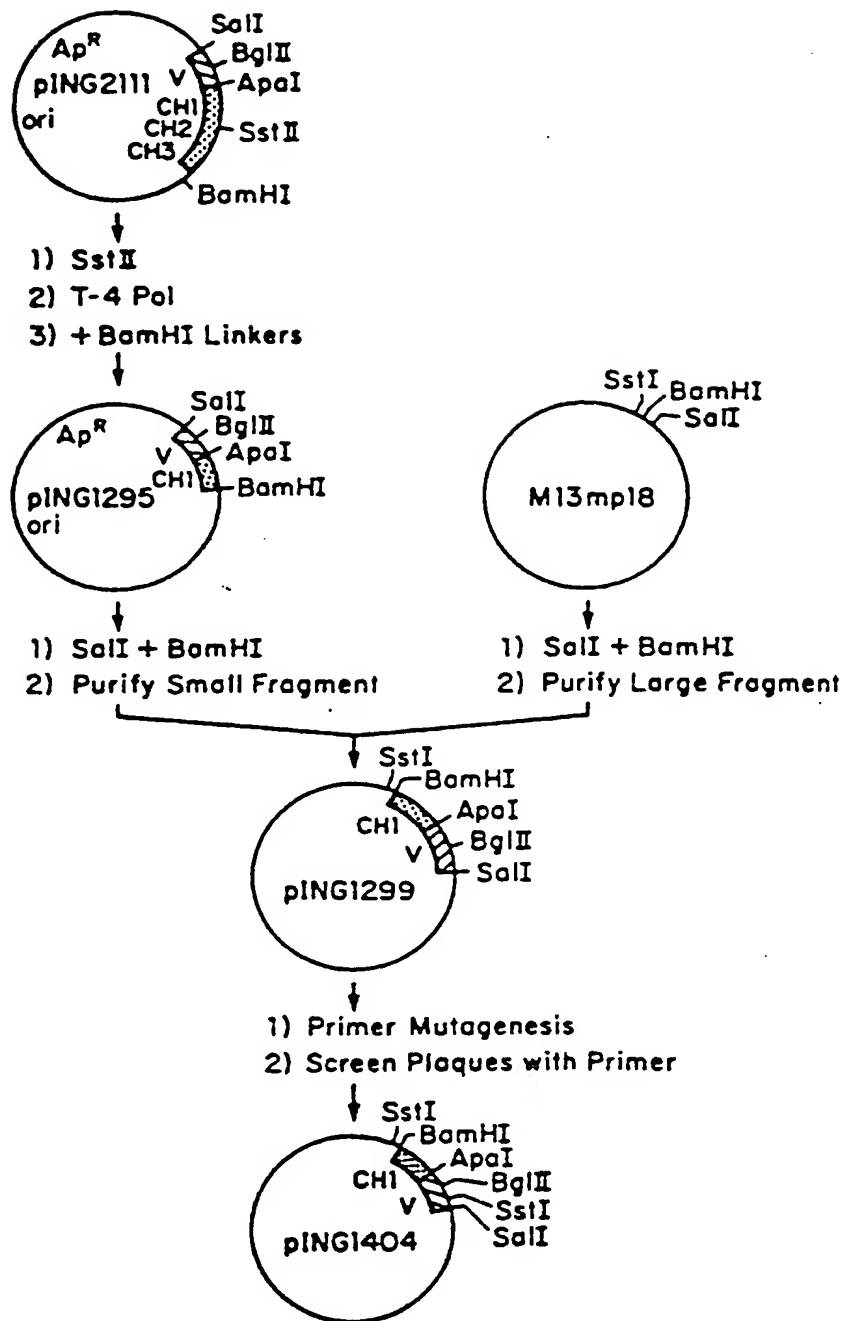 SalI
BglII
ApaI
SstII
BamHI
Ap^R
pING2111
ori
V
CH1
CH2
CH3
1) SstII
2) T-4 Pol
3) + BamHI Linkers
SalI
BglII
ApaI
BamHI
Ap^R
V
CH1
pING1295
ori
SstI
BamHI
SalI
M13mp18
1) SalI + BamHI
2) Purify Small Fragment
1) SalI + BamHI
2) Purify Large Fragment
SstI
BamHI
ApaI
BglII
SalI
CH1
V
pING1299
1) Primer Mutagenesis
2) Screen Plaques with Primer
SstI
BamHI
ApaI
BglII
SstI
SalI
CH1
V
pING1404